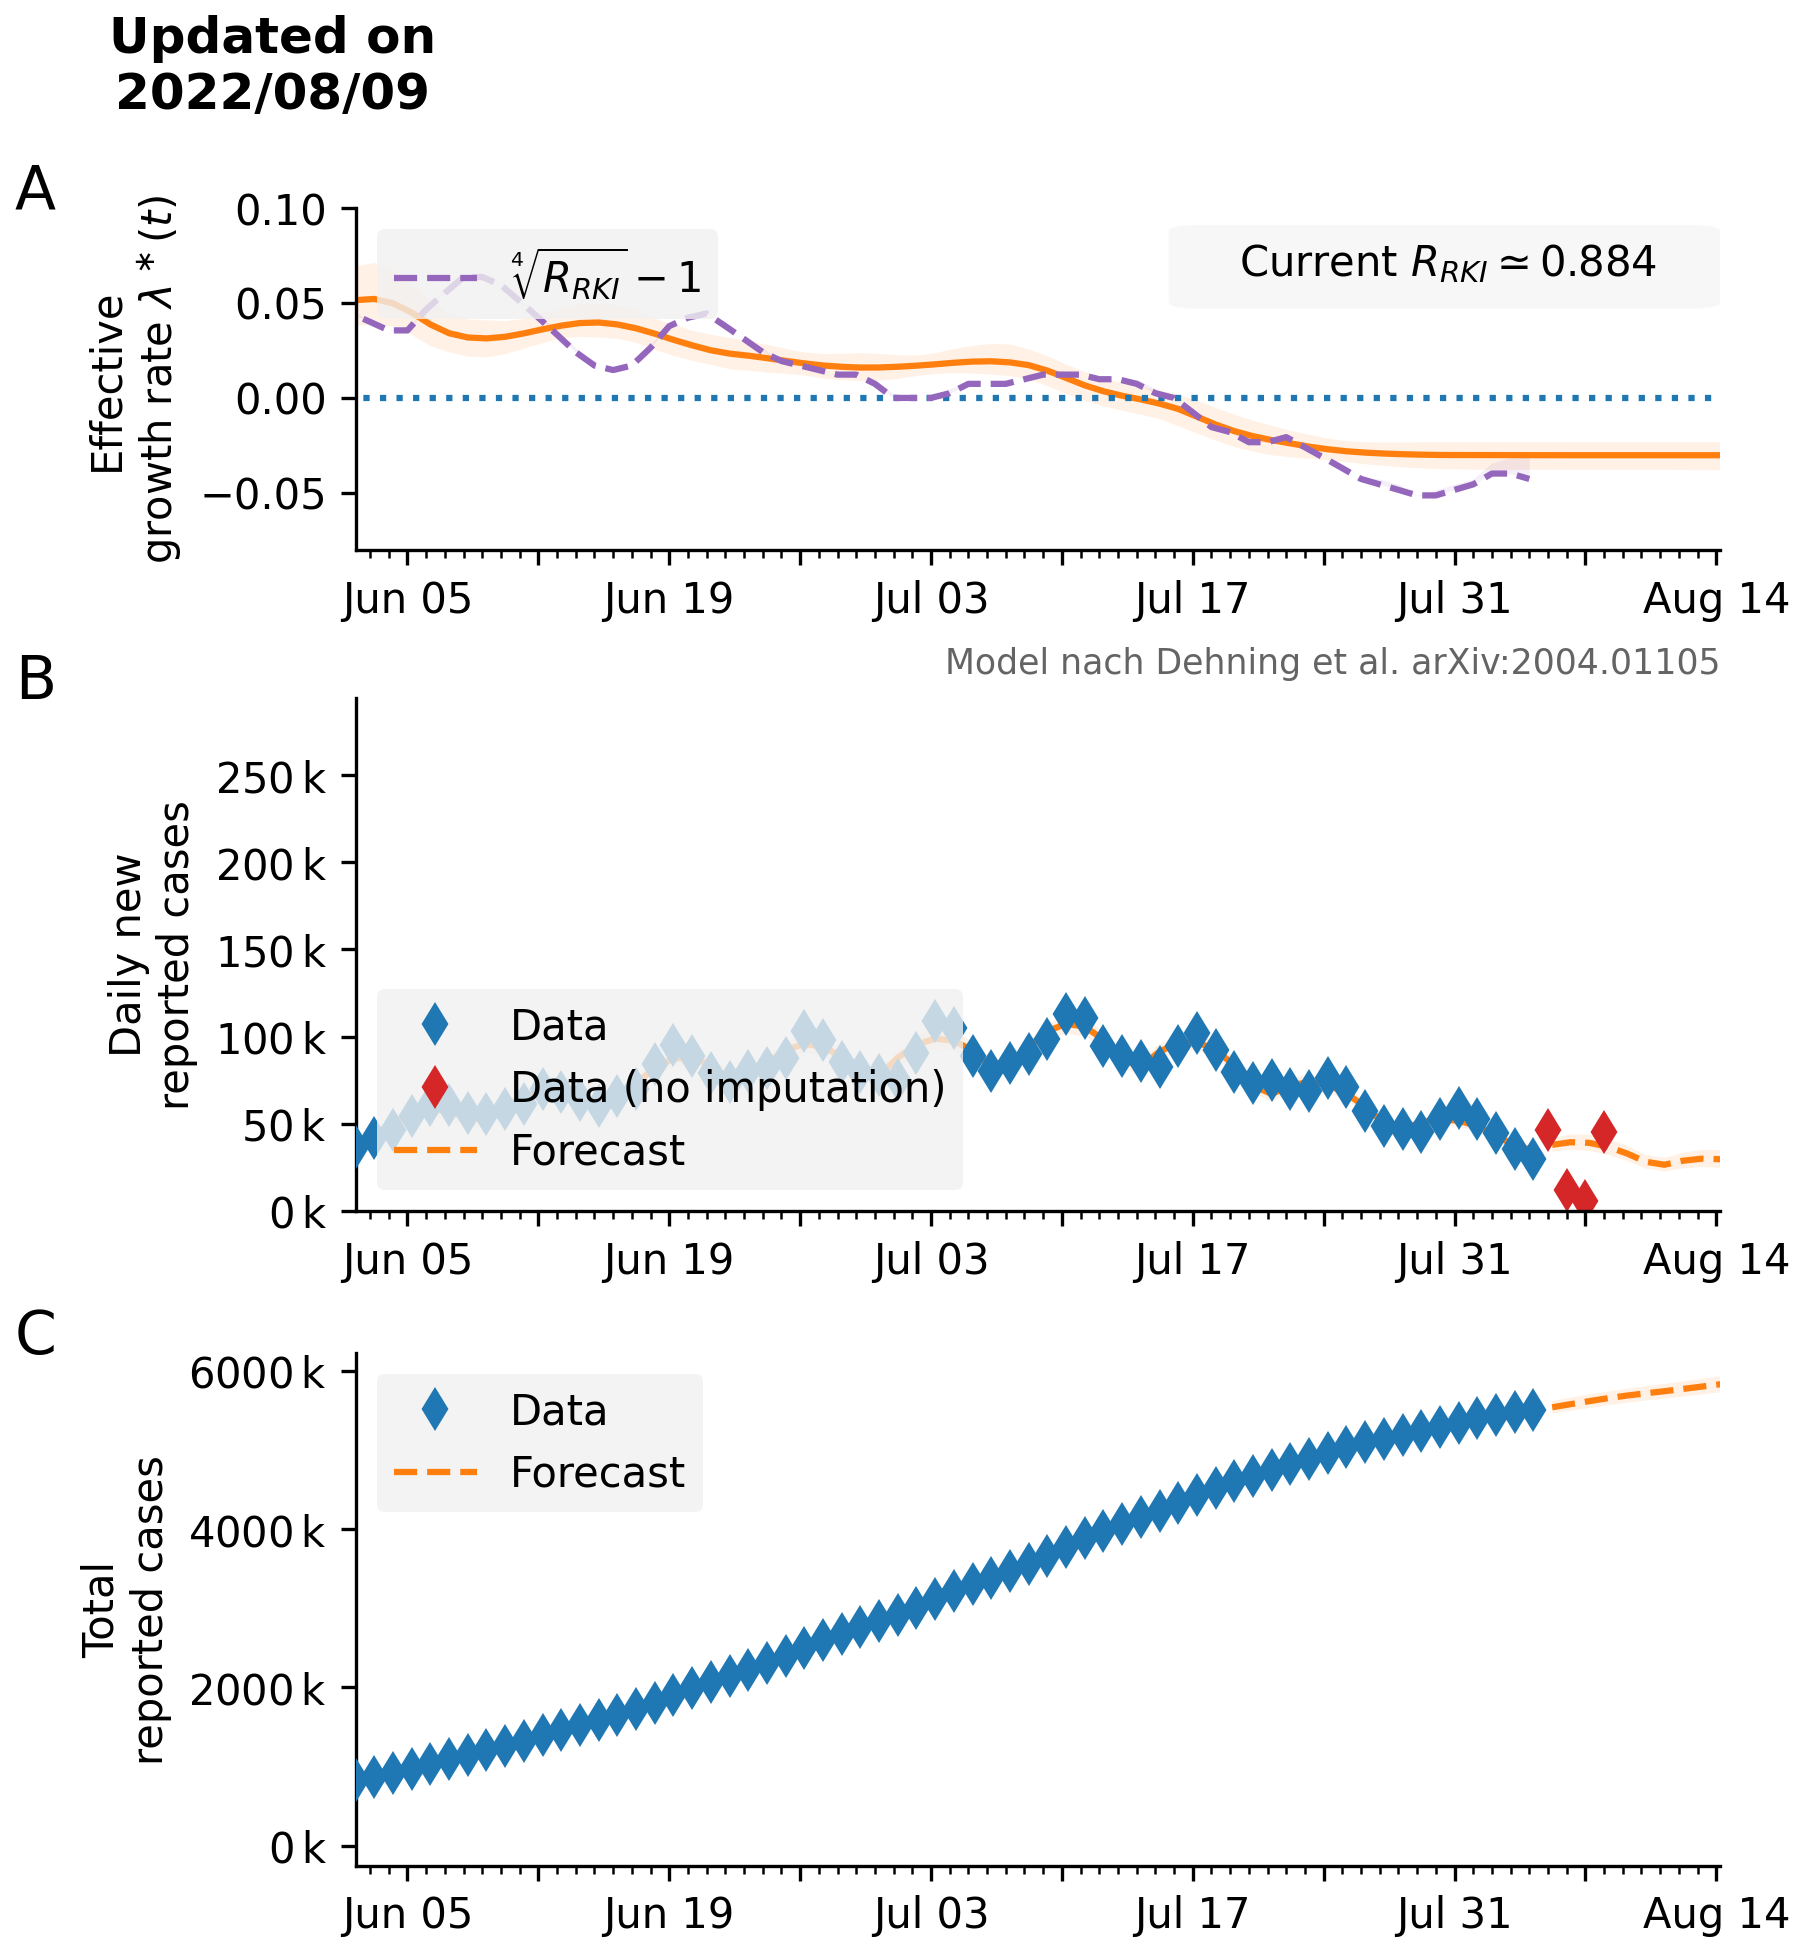 Updated on
2022/08/09
A
Effective
growth rate λ * (t)
0.10
0.05
0.00
−0.05
⁴√R_RKI − 1
Current R_RKI ≃ 0.884
Jun 05
Jun 19
Jul 03
Jul 17
Jul 31
Aug 14
Model nach Dehning et al. arXiv:2004.01105
B
Daily new
reported cases
250 k
200 k
150 k
100 k
50 k
0 k
Data
Data (no imputation)
Forecast
Jun 05
Jun 19
Jul 03
Jul 17
Jul 31
Aug 14
C
Total
reported cases
6000 k
4000 k
2000 k
0 k
Data
Forecast
Jun 05
Jun 19
Jul 03
Jul 17
Jul 31
Aug 14